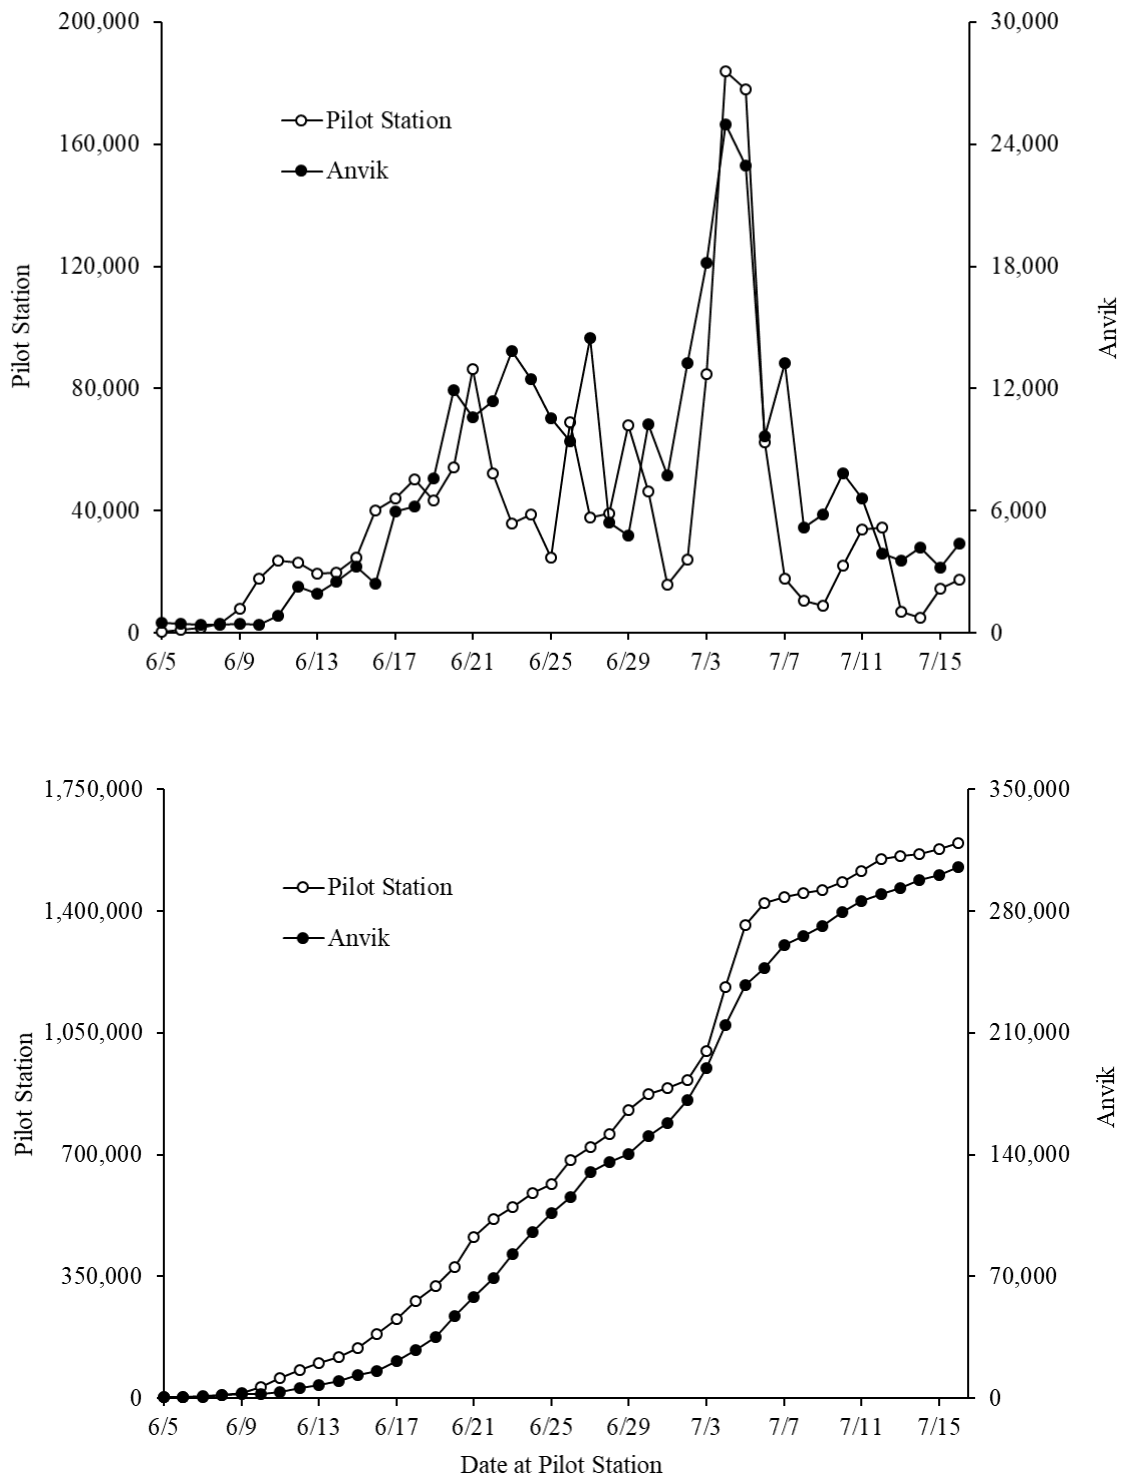 200,000
160,000
120,000
80,000
40,000
0
Pilot Station
30,000
24,000
18,000
12,000
6,000
0
Anvik
Pilot Station
Anvik
6/5 6/9 6/13 6/17 6/21 6/25 6/29 7/3 7/7 7/11 7/15
1,750,000
1,400,000
1,050,000
700,000
350,000
0
Pilot Station
350,000
280,000
210,000
140,000
70,000
0
Anvik
Pilot Station
Anvik
6/5 6/9 6/13 6/17 6/21 6/25 6/29 7/3 7/7 7/11 7/15
Date at Pilot Station